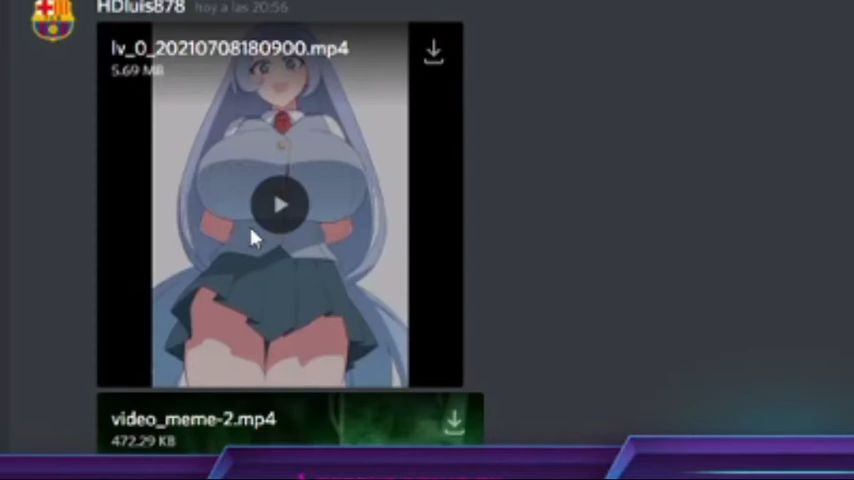 HDluis878 hoy a las 20:56
lv_0_20210708180900.mp4
5.69 MB
video_meme-2.mp4
472.29 KB